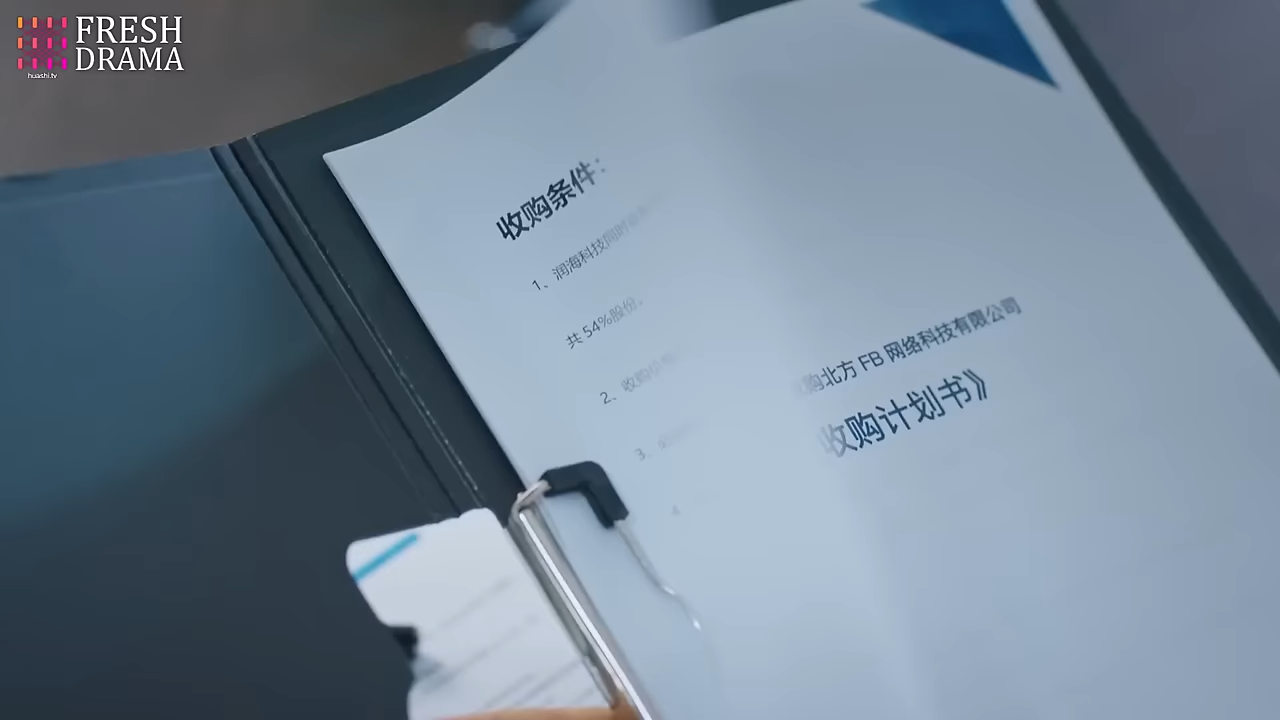 FRESH
DRAMA
huashi.tv
收购条件：
1、润海科技同时
共 54%股份。
2、收购
3、
购北方 FB 网络科技有限公司
收购计划书》